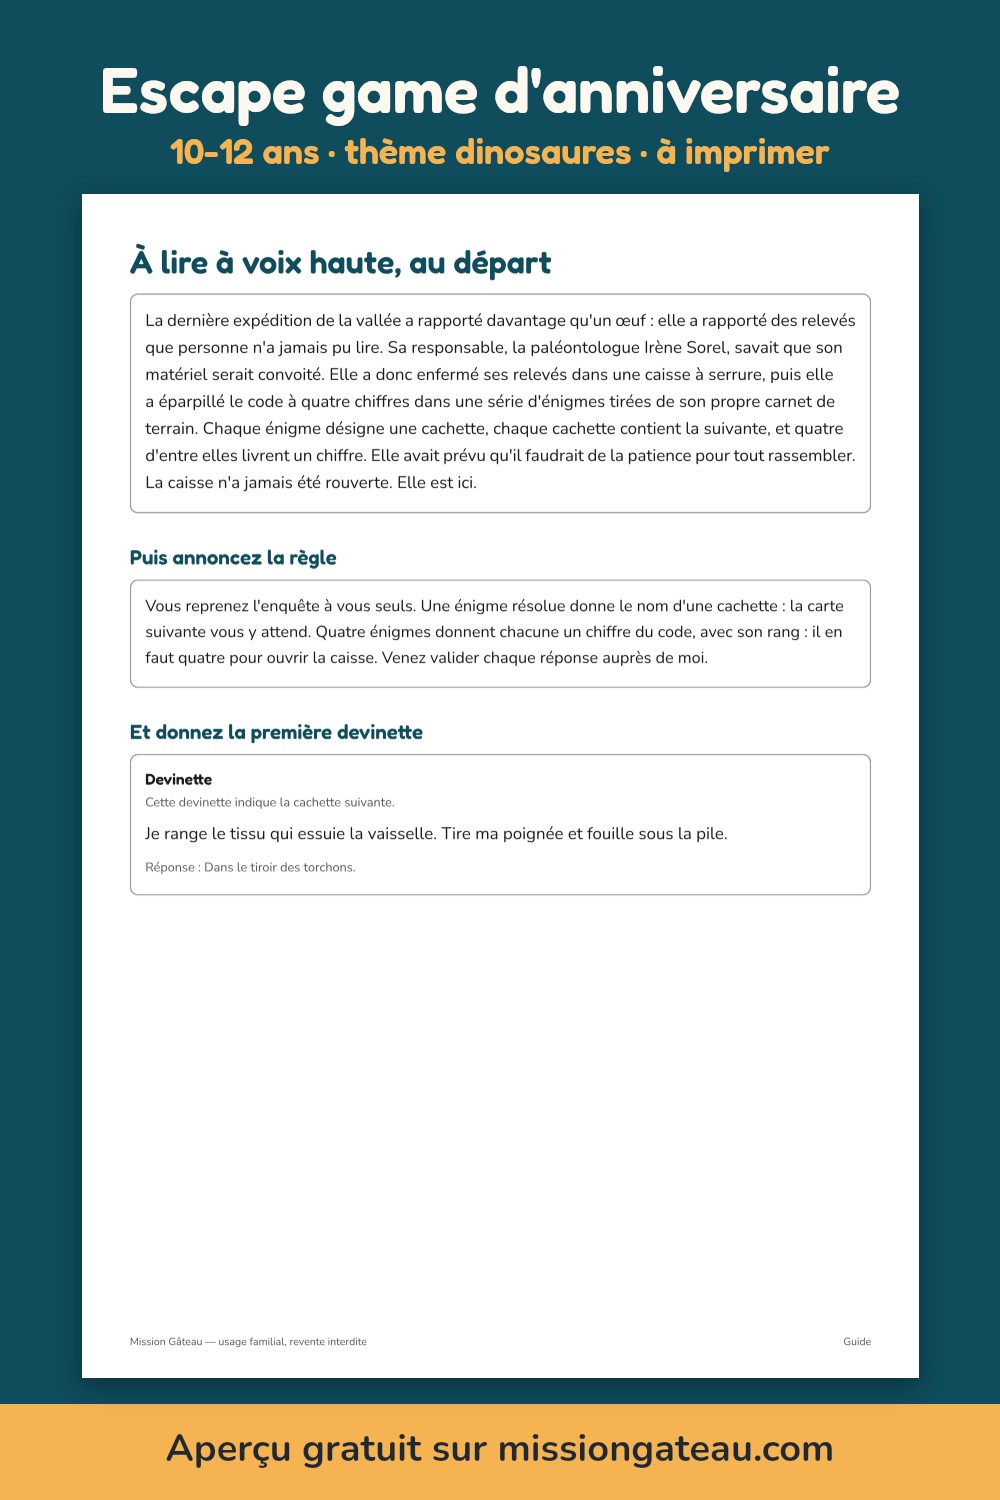 Escape game d'anniversaire
10-12 ans · thème dinosaures · à imprimer
À lire à voix haute, au départ
La dernière expédition de la vallée a rapporté davantage qu'un œuf : elle a rapporté des relevés
que personne n'a jamais pu lire. Sa responsable, la paléontologue Irène Sorel, savait que son
matériel serait convoité. Elle a donc enfermé ses relevés dans une caisse à serrure, puis elle
a éparpillé le code à quatre chiffres dans une série d'énigmes tirées de son propre carnet de
terrain. Chaque énigme désigne une cachette, chaque cachette contient la suivante, et quatre
d'entre elles livrent un chiffre. Elle avait prévu qu'il faudrait de la patience pour tout rassembler.
La caisse n'a jamais été rouverte. Elle est ici.
Puis annoncez la règle
Vous reprenez l'enquête à vous seuls. Une énigme résolue donne le nom d'une cachette : la carte
suivante vous y attend. Quatre énigmes donnent chacune un chiffre du code, avec son rang : il en
faut quatre pour ouvrir la caisse. Venez valider chaque réponse auprès de moi.
Et donnez la première devinette
Devinette
Cette devinette indique la cachette suivante.
Je range le tissu qui essuie la vaisselle. Tire ma poignée et fouille sous la pile.
Réponse : Dans le tiroir des torchons.
Mission Gâteau — usage familial, revente interdite
Guide
Aperçu gratuit sur missiongateau.com